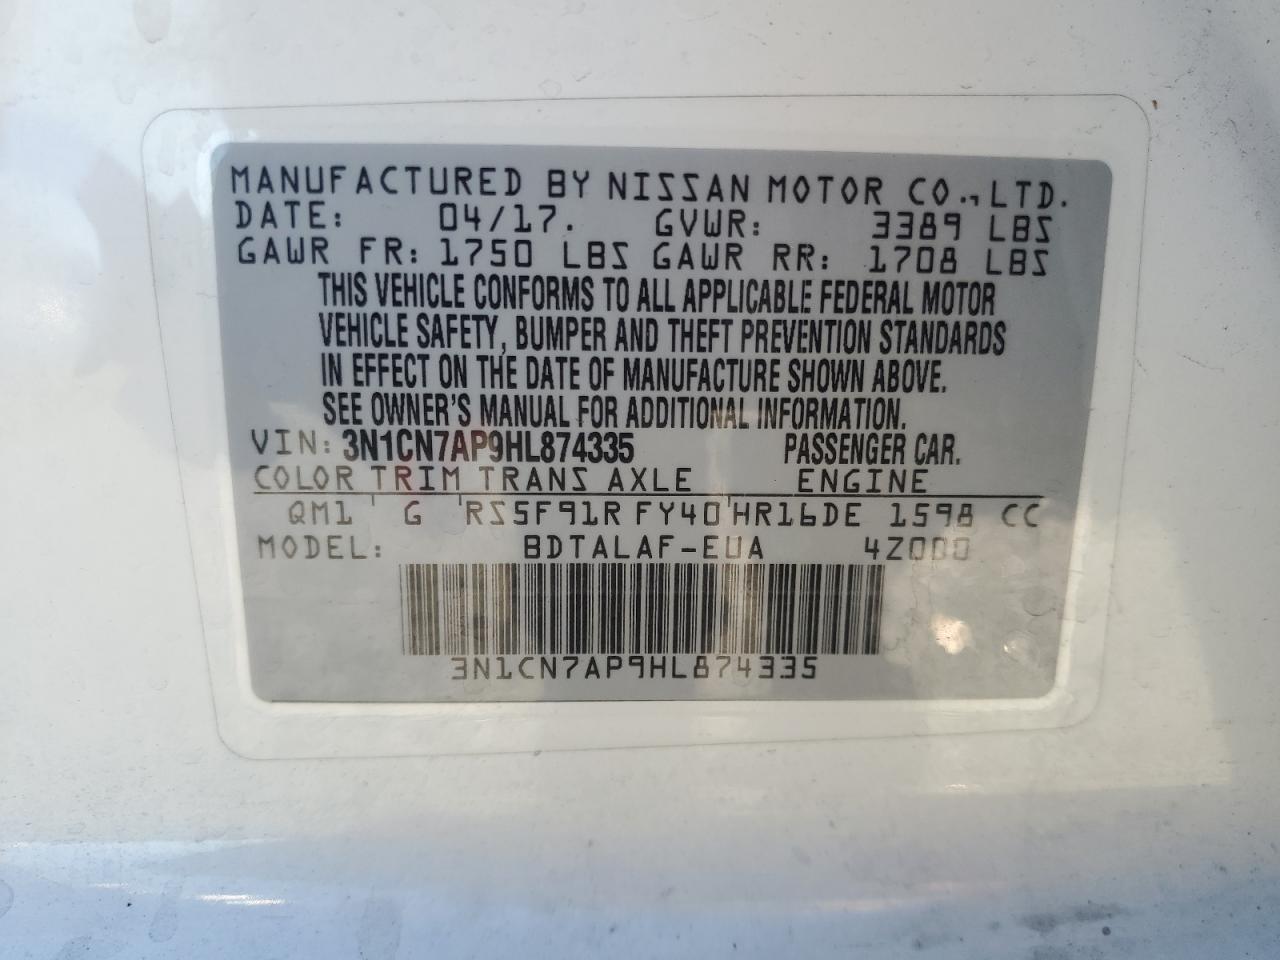 MANUFACTURED BY NISSAN MOTOR CO., LTD.
DATE: 04/17. GVWR: 3389 LBS
GAWR FR: 1750 LBS GAWR RR: 1708 LBS
THIS VEHICLE CONFORMS TO ALL APPLICABLE FEDERAL MOTOR
VEHICLE SAFETY, BUMPER AND THEFT PREVENTION STANDARDS
IN EFFECT ON THE DATE OF MANUFACTURE SHOWN ABOVE.
SEE OWNER'S MANUAL FOR ADDITIONAL INFORMATION.
VIN: 3N1CN7AP9HL874335 PASSENGER CAR.
COLOR TRIM TRANS AXLE ENGINE
QM1 G RS5F91R FY40 HR16DE 1598 CC
MODEL: BDTALAF-EUA 4Z000
3N1CN7AP9HL874335